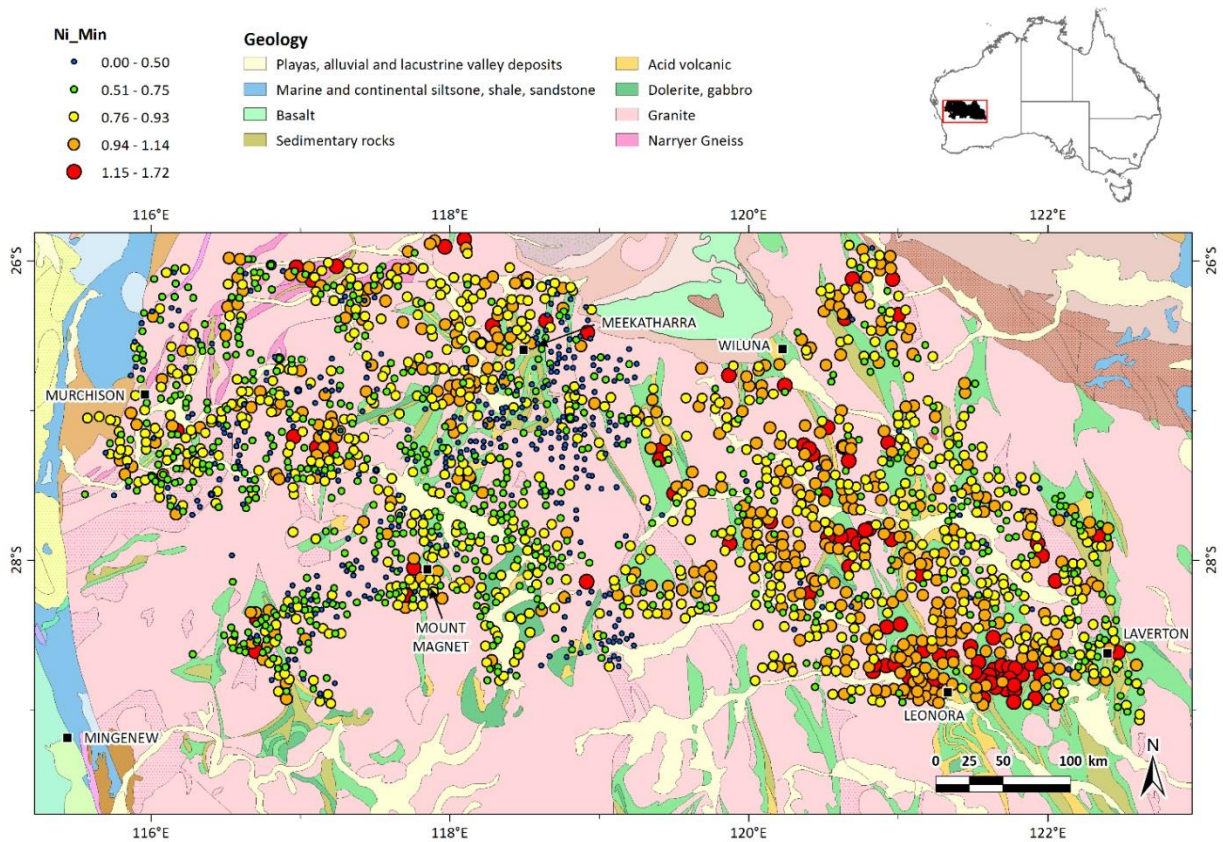 Ni_Min
0.00 - 0.50
0.51 - 0.75
0.76 - 0.93
0.94 - 1.14
1.15 - 1.72
Geology
Playas, alluvial and lacustrine valley deposits
Marine and continental siltsone, shale, sandstone
Basalt
Sedimentary rocks
Acid volcanic
Dolerite, gabbro
Granite
Narryer Gneiss
116°E
118°E
120°E
122°E
26°S
26°S
MEEKATHARRA
WILUNA
MURCHISON
28°S
28°S
MOUNT
MAGNET
LAVERTON
LEONORA
MINGENEW
N
0 25 50 100 km
116°E
118°E
120°E
122°E